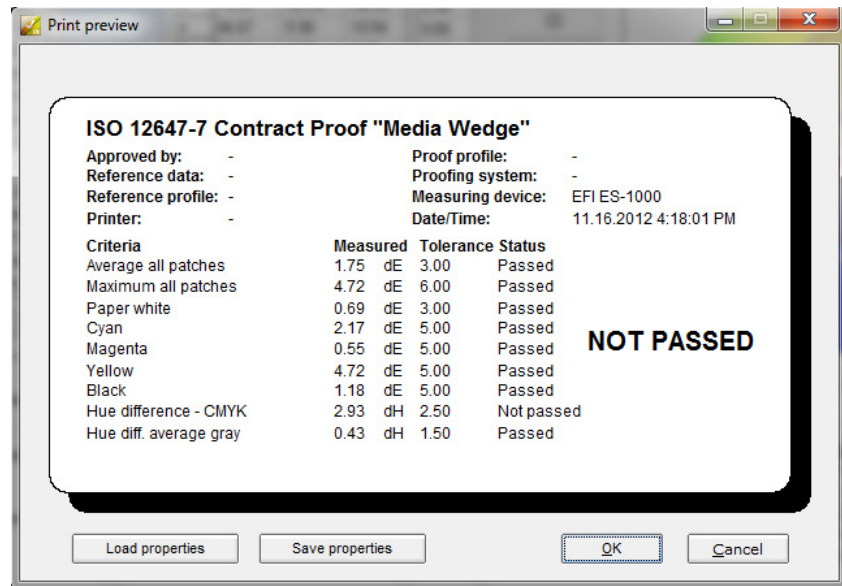 Print preview
ISO 12647-7 Contract Proof "Media Wedge"
Approved by: - Proof profile: -
Reference data: - Proofing system: -
Reference profile: - Measuring device: EFI ES-1000
Printer: - Date/Time: 11.16.2012 4:18:01 PM
Criteria Measured Tolerance Status
Average all patches 1.75 dE 3.00 Passed
Maximum all patches 4.72 dE 6.00 Passed
Paper white 0.69 dE 3.00 Passed
Cyan 2.17 dE 5.00 Passed
Magenta 0.55 dE 5.00 Passed
NOT PASSED
Yellow 4.72 dE 5.00 Passed
Black 1.18 dE 5.00 Passed
Hue difference - CMYK 2.93 dH 2.50 Not passed
Hue diff. average gray 0.43 dH 1.50 Passed
Load properties Save properties OK Cancel